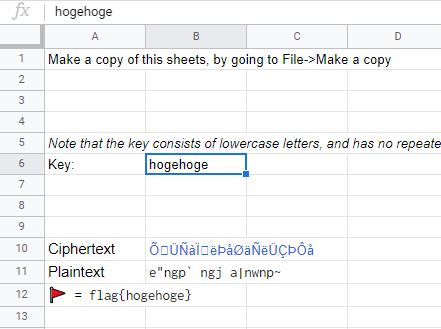 fx hogehoge
A B C D
1 Make a copy of this sheets, by going to File->Make a copy
2
3
4
5 Note that the key consists of lowercase letters, and has no repeate
6 Key: hogehoge
7
8
9
10 Ciphertext
11 Plaintext e"ngp` ngj a|nwnp~
12 🚩 = flag{hogehoge}
13